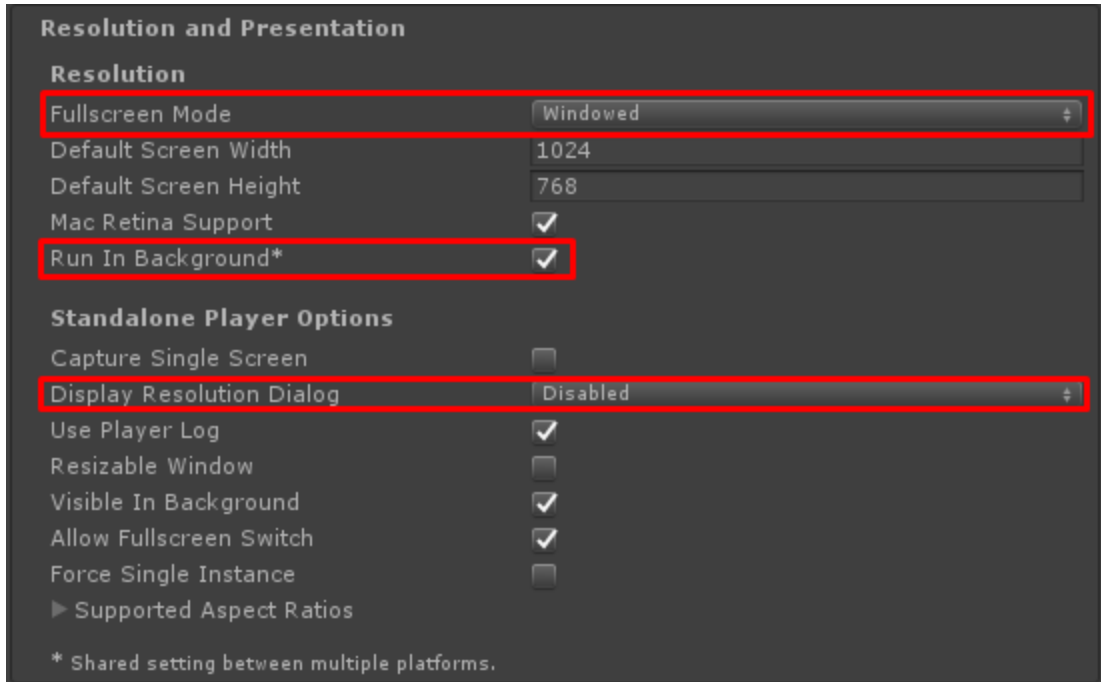 Resolution and Presentation
Resolution
Fullscreen Mode Windowed
Default Screen Width 1024
Default Screen Height 768
Mac Retina Support
Run In Background*
Standalone Player Options
Capture Single Screen
Display Resolution Dialog Disabled
Use Player Log
Resizable Window
Visible In Background
Allow Fullscreen Switch
Force Single Instance
Supported Aspect Ratios
* Shared setting between multiple platforms.